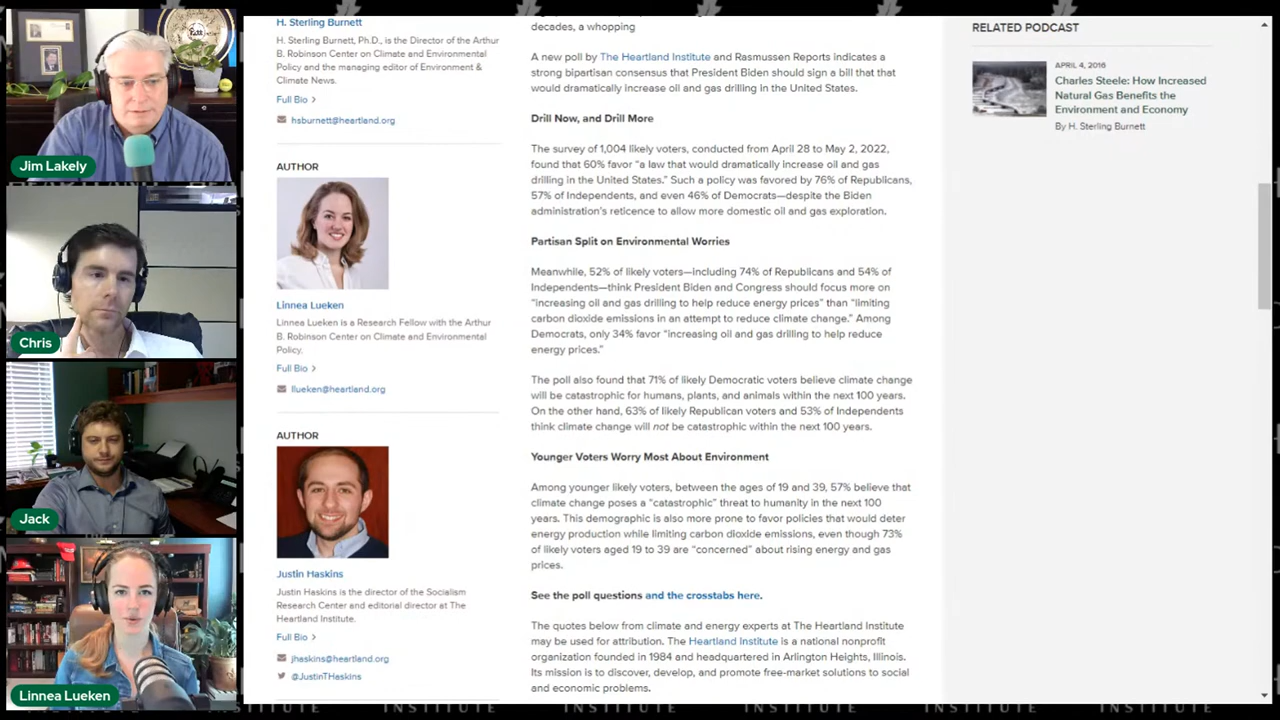 Jim Lakely
Chris
Jack
Linnea Lueken
H. Sterling Burnett
H. Sterling Burnett, Ph.D., is the Director of the Arthur
B. Robinson Center on Climate and Environmental
Policy and the managing editor of Environment &
Climate News.
Full Bio >
hsburnett@heartland.org
AUTHOR
Linnea Lueken
Linnea Lueken is a Research Fellow with the Arthur
B. Robinson Center on Climate and Environmental
Policy.
Full Bio >
llueken@heartland.org
AUTHOR
Justin Haskins
Justin Haskins is the director of the Socialism
Research Center and editorial director at The
Heartland Institute.
Full Bio >
jhaskins@heartland.org
@JustinTHaskins
decades, a whopping
A new poll by The Heartland Institute and Rasmussen Reports indicates a
strong bipartisan consensus that President Biden should sign a bill that that
would dramatically increase oil and gas drilling in the United States.
Drill Now, and Drill More
The survey of 1,004 likely voters, conducted from April 28 to May 2, 2022,
found that 60% favor “a law that would dramatically increase oil and gas
drilling in the United States.” Such a policy was favored by 76% of Republicans,
57% of Independents, and even 46% of Democrats—despite the Biden
administration’s reticence to allow more domestic oil and gas exploration.
Partisan Split on Environmental Worries
Meanwhile, 52% of likely voters—including 74% of Republicans and 54% of
Independents—think President Biden and Congress should focus more on
“increasing oil and gas drilling to help reduce energy prices” than “limiting
carbon dioxide emissions in an attempt to reduce climate change.” Among
Democrats, only 34% favor “increasing oil and gas drilling to help reduce
energy prices.”
The poll also found that 71% of likely Democratic voters believe climate change
will be catastrophic for humans, plants, and animals within the next 100 years.
On the other hand, 63% of likely Republican voters and 53% of Independents
think climate change will not be catastrophic within the next 100 years.
Younger Voters Worry Most About Environment
Among younger likely voters, between the ages of 19 and 39, 57% believe that
climate change poses a “catastrophic” threat to humanity in the next 100
years. This demographic is also more prone to favor policies that would deter
energy production while limiting carbon dioxide emissions, even though 73%
of likely voters aged 19 to 39 are “concerned” about rising energy and gas
prices.
See the poll questions and the crosstabs here.
The quotes below from climate and energy experts at The Heartland Institute
may be used for attribution. The Heartland Institute is a national nonprofit
organization founded in 1984 and headquartered in Arlington Heights, Illinois.
Its mission is to discover, develop, and promote free-market solutions to social
and economic problems.
RELATED PODCAST
APRIL 4, 2016
Charles Steele: How Increased
Natural Gas Benefits the
Environment and Economy
By H. Sterling Burnett
INSTITUTE INSTITUTE INSTITUTE INSTITUTE INSTITUTE INSTITUTE